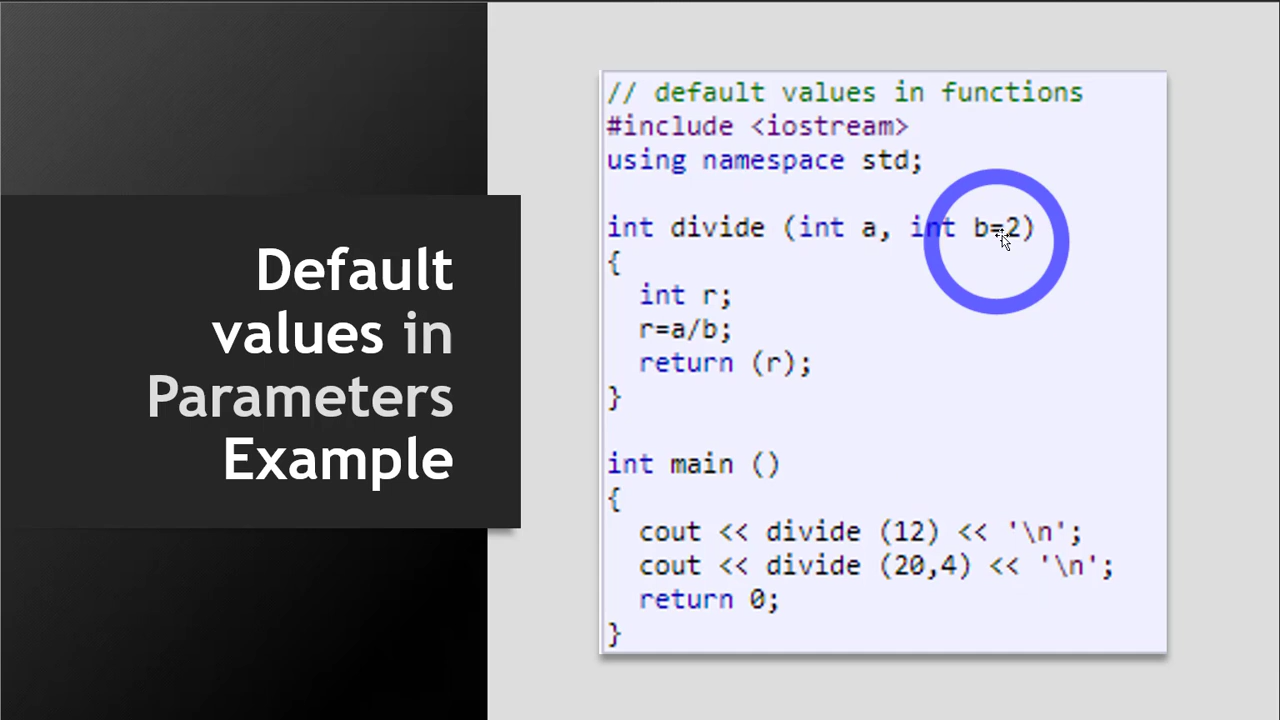 Default
values in
Parameters
Example
// default values in functions
#include <iostream>
using namespace std;
int divide (int a, int b=2)
{
int r;
r=a/b;
return (r);
}
int main ()
{
cout << divide (12) << '\n';
cout << divide (20,4) << '\n';
return 0;
}